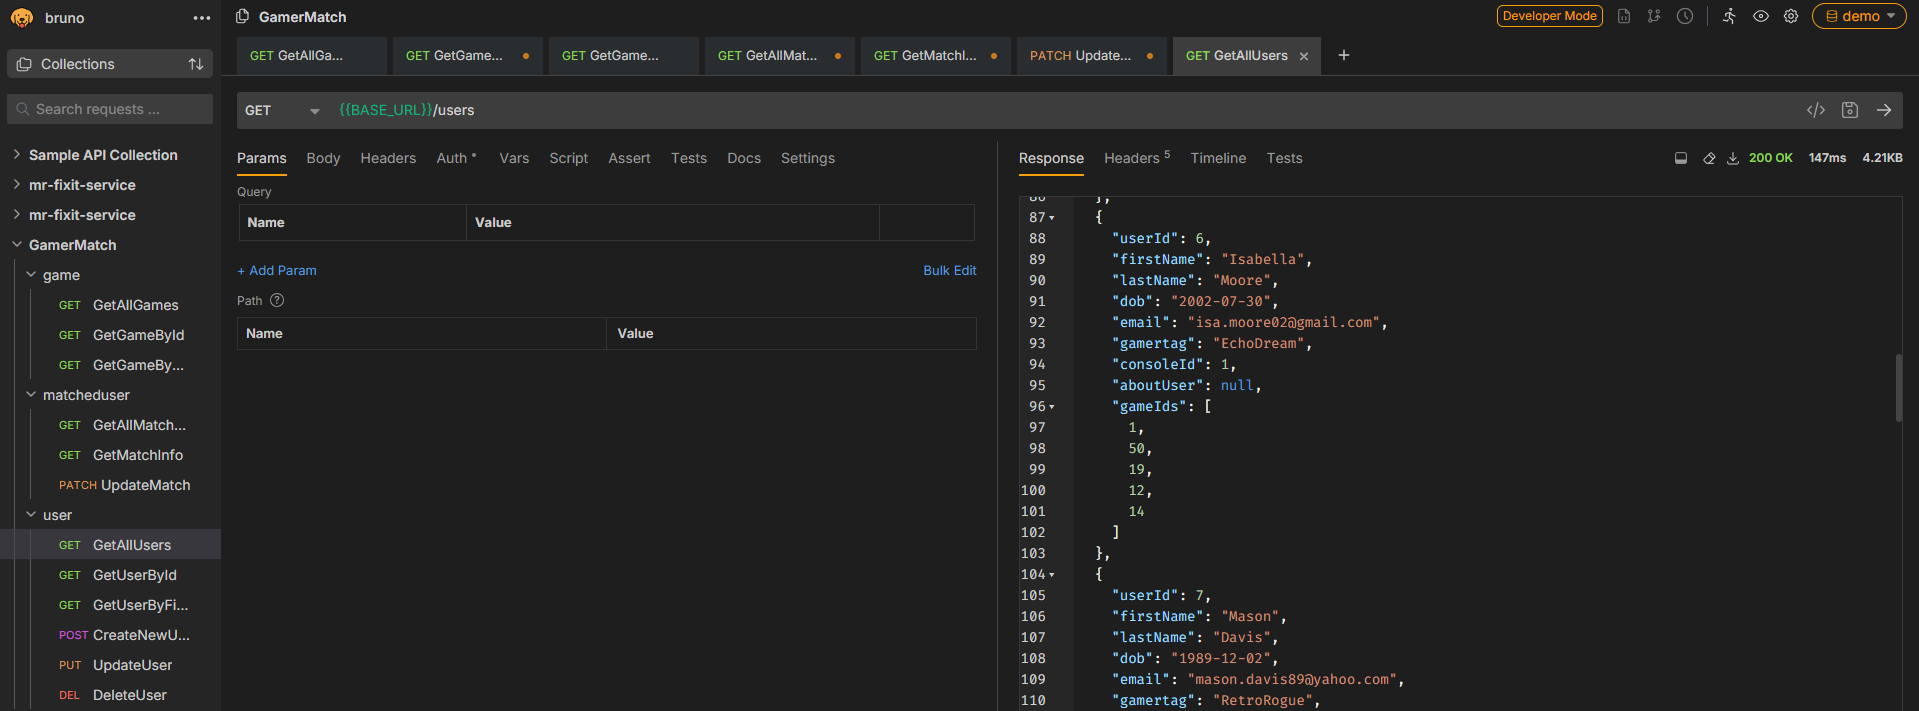 bruno
GamerMatch
Developer Mode
demo
Collections
GET GetAllGa...
GET GetGame...
GET GetGame...
GET GetAllMat...
GET GetMatchI...
PATCH Update...
GET GetAllUsers
Search requests ...
GET
{{BASE_URL}}/users
Sample API Collection
mr-fixit-service
mr-fixit-service
GamerMatch
game
GET GetAllGames
GET GetGameById
GET GetGameBy...
matcheduser
GET GetAllMatch...
GET GetMatchInfo
PATCH UpdateMatch
user
GET GetAllUsers
GET GetUserById
GET GetUserByFi...
POST CreateNewU...
PUT UpdateUser
DEL DeleteUser
Params Body Headers Auth Vars Script Assert Tests Docs Settings
Query
Name Value
+ Add Param Bulk Edit
Path ?
Name Value
Response Headers 5 Timeline Tests
200 OK 147ms 4.21KB
86 },
87 {
88 "userId": 6,
89 "firstName": "Isabella",
90 "lastName": "Moore",
91 "dob": "2002-07-30",
92 "email": "isa.moore02@gmail.com",
93 "gamertag": "EchoDream",
94 "consoleId": 1,
95 "aboutUser": null,
96 "gameIds": [
97 1,
98 50,
99 19,
100 12,
101 14
102 ]
103 },
104 {
105 "userId": 7,
106 "firstName": "Mason",
107 "lastName": "Davis",
108 "dob": "1989-12-02",
109 "email": "mason.davis89@yahoo.com",
110 "gamertag": "RetroRogue",